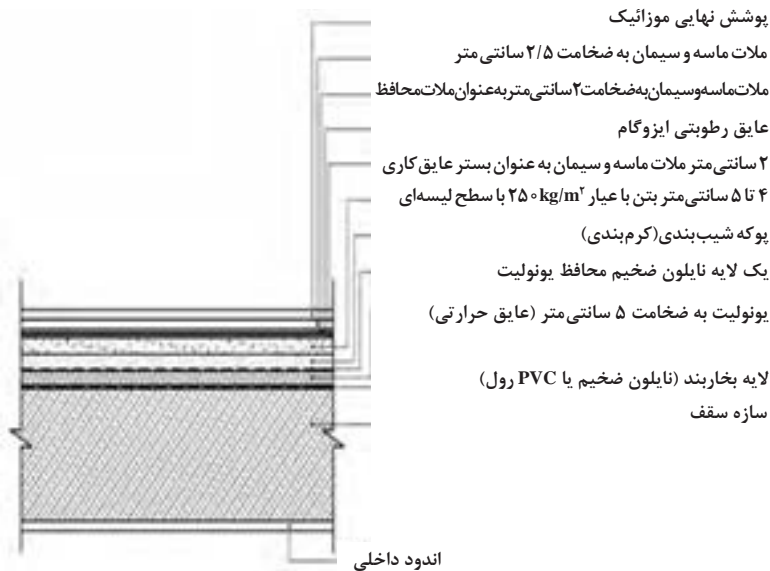 پوشش نهایی موزائیک
ملات ماسه و سیمان به ضخامت ۲/۵ سانتی‌متر
ملات‌ماسه‌وسیمان‌به‌ضخامت۲سانتی‌متربه‌عنوان‌ملات‌محافظ
عایق رطوبتی ایزوگام
۲ سانتی‌متر ملات ماسه و سیمان به عنوان بستر عایق‌کاری
۴ تا ۵ سانتی‌متر بتن با عیار ۲۵۰kg/m۲ با سطح لیسه‌ای
پوکه شیب‌بندی(کرم‌بندی)
یک لایه نایلون ضخیم محافظ یونولیت
یونولیت به ضخامت ۵ سانتی‌متر (عایق حرارتی)
لایه بخاربند (نایلون ضخیم یا PVC رول)
سازه سقف
اندود داخلی